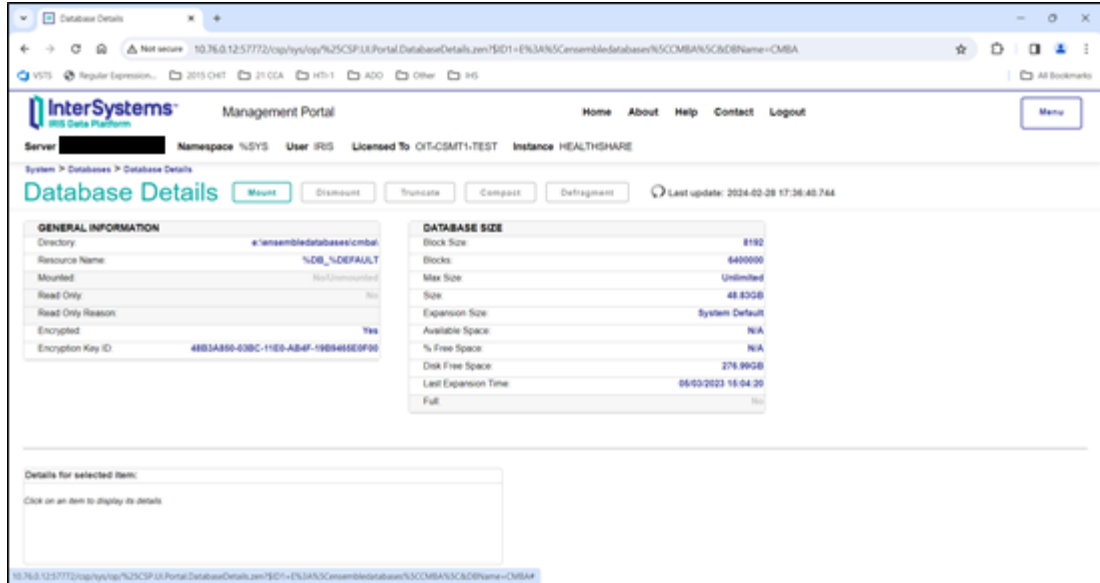 Database Details
Not secure 10.76.0.12:57772/csp/sys/op/%25CSP.UI.Portal.DatabaseDetails.zen?$ID1=E%3A%5Censembledatabases%5CCMBA%5C&DBName=CMBA
VSTS Regular Expression... 2015 CHIT 21 CCA HTI-1 ADO Other IHS All Bookmarks
InterSystems™ Management Portal Home About Help Contact Logout Menu
IRIS Data Platform
Server Namespace %SYS User IRIS Licensed To OIT-CSMT1-TEST Instance HEALTHSHARE
System > Databases > Database Details
Database Details Mount Dismount Truncate Compact Defragment Last update: 2024-02-28 17:36:40.744
GENERAL INFORMATION
Directory: e:\ensembledatabases\cmba\
Resource Name: %DB_%DEFAULT
Mounted: No/Unmounted
Read Only: No
Read Only Reason:
Encrypted: Yes
Encryption Key ID:
DATABASE SIZE
Block Size: 8192
Blocks: 6400000
Max Size: Unlimited
Size: 48.83GB
Expansion Size: System Default
Available Space: N/A
% Free Space: N/A
Disk Free Space: 276.99GB
Last Expansion Time: 05/03/2023 15:04:20
Full: No
Details for selected item:
Click on an item to display its details
10.76.0.12:57772/csp/sys/op/%25CSP.UI.Portal.DatabaseDetails.zen?$ID1=E%3A%5Censembledatabases%5CCMBA%5C&DBName=CMBA#